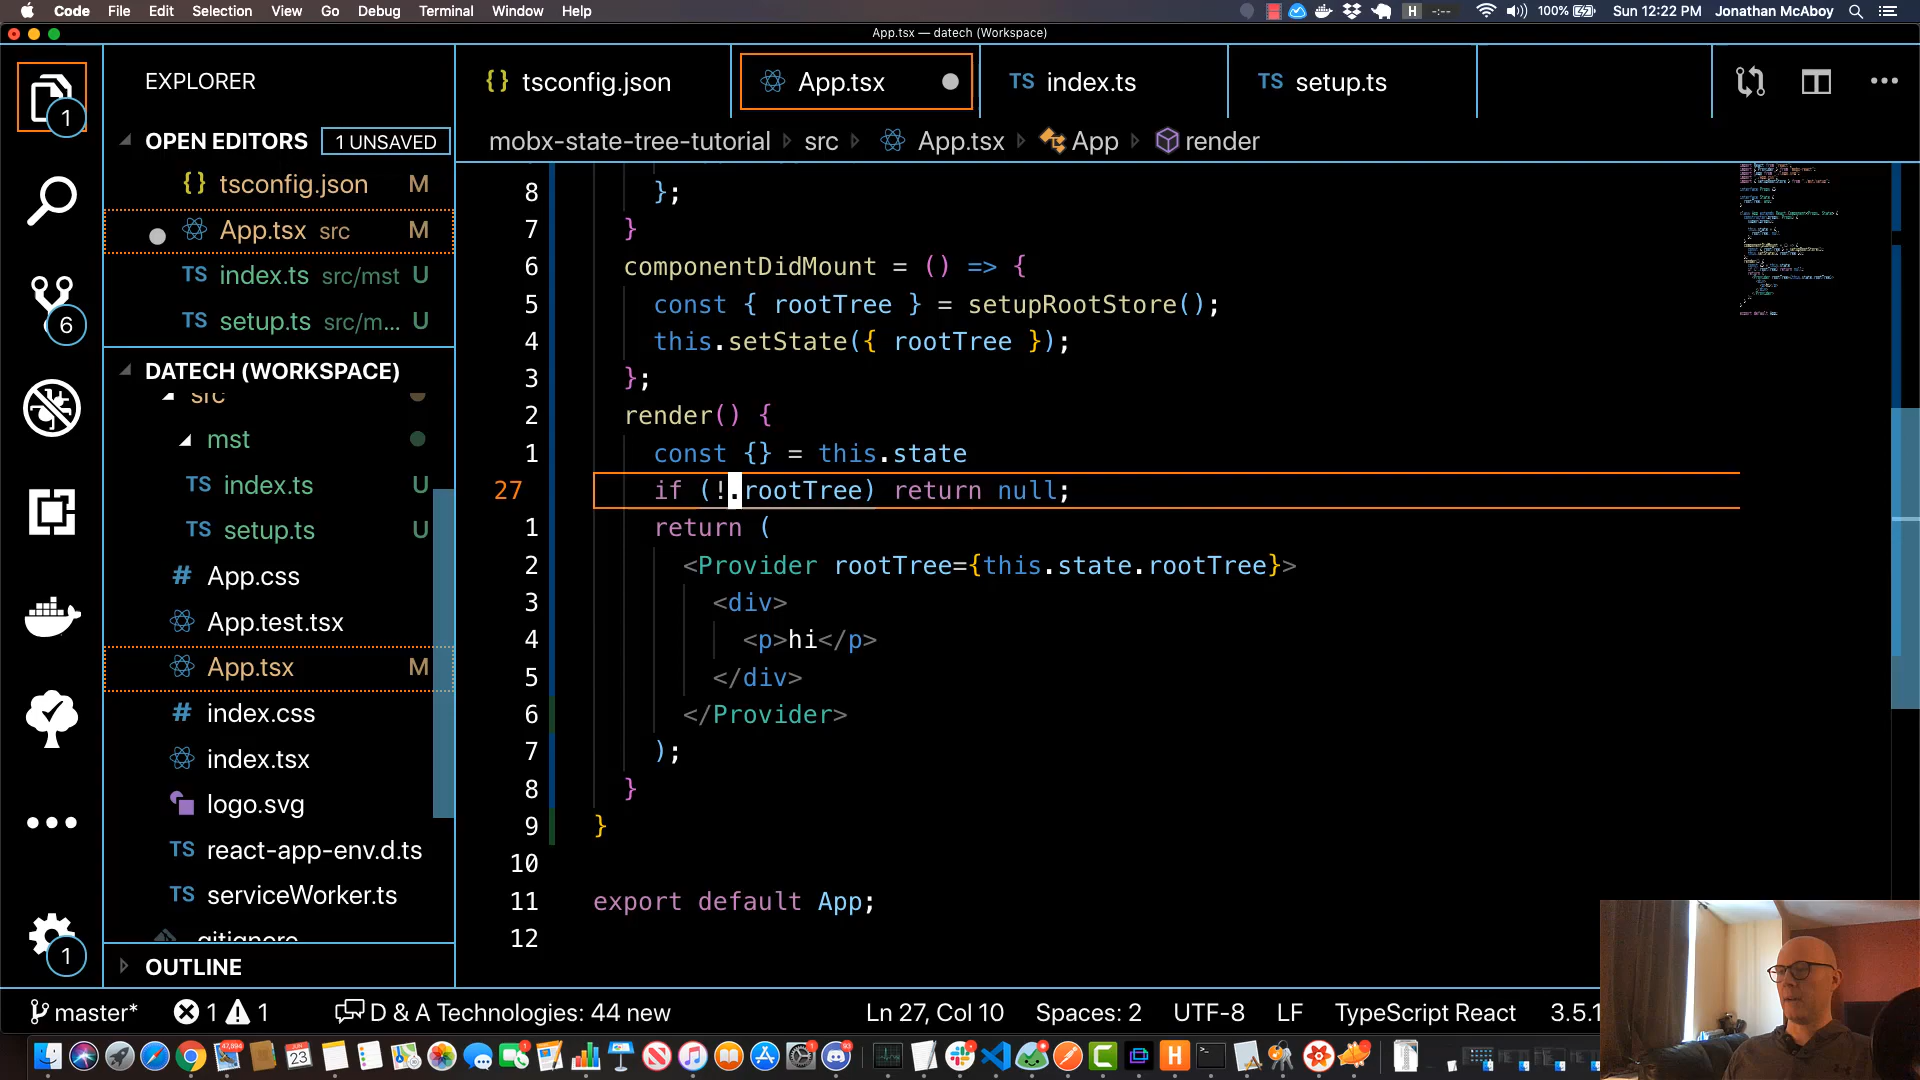 Code File Edit Selection View Go Debug Terminal Window Help 100% Sun 12:22 PM Jonathan McAboy
App.tsx — datech (Workspace)
EXPLORER
{} tsconfig.json App.tsx TS index.ts TS setup.ts
1
OPEN EDITORS 1 UNSAVED
mobx-state-tree-tutorial src App.tsx App render
{} tsconfig.json M
App.tsx src M
TS index.ts src/mst U
TS setup.ts src/m... U
6
DATECH (WORKSPACE)
src
mst
TS index.ts U
TS setup.ts U
# App.css
App.test.tsx
App.tsx M
# index.css
index.tsx
logo.svg
TS react-app-env.d.ts
TS serviceWorker.ts
.gitignore
1
OUTLINE
8 };
7 }
6 componentDidMount = () => {
5 const { rootTree } = setupRootStore();
4 this.setState({ rootTree });
3 };
2 render() {
1 const {} = this.state
27 if (!.rootTree) return null;
1 return (
2 <Provider rootTree={this.state.rootTree}>
3 <div>
4 <p>hi</p>
5 </div>
6 </Provider>
7 );
8 }
9 }
10
11 export default App;
12
master* 1 1 D & A Technologies: 44 new Ln 27, Col 10 Spaces: 2 UTF-8 LF TypeScript React 3.5.1